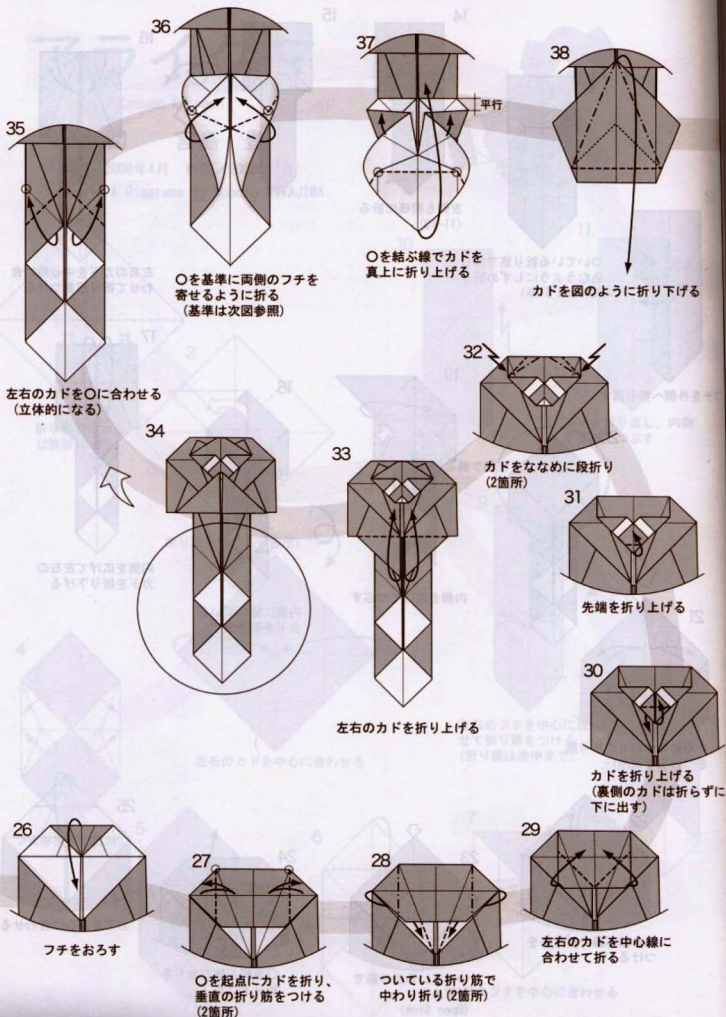 26
フチをおろす
27
○を起点にカドを折り、
垂直の折り筋をつける
(2箇所)
28
ついている折り筋で
中わり折り(2箇所)
29
左右のカドを中心線に
合わせて折る
30
カドを折り上げる
(裏側のカドは折らずに
下に出す)
31
先端を折り上げる
32
カドをななめに段折り
(2箇所)
33
左右のカドを折り上げる
34
35
左右のカドを○に合わせる
(立体的になる)
36
○を基準に両側のフチを
寄せるように折る
(基準は次図参照)
37
平行
○を結ぶ線でカドを
真上に折り上げる
38
カドを図のように折り下げる